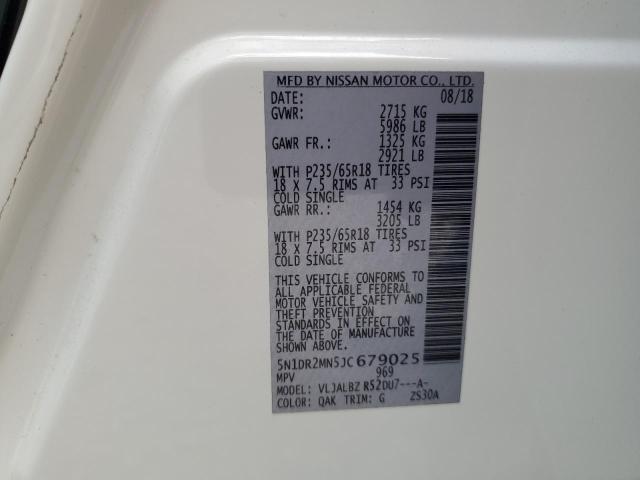 MFD BY NISSAN MOTOR CO., LTD.
DATE: 08/18
GVWR: 2715 KG
5986 LB
GAWR FR.: 1325 KG
2921 LB
WITH P235/65R18 TIRES
18 X 7.5 RIMS AT 33 PSI
COLD SINGLE
GAWR RR.: 1454 KG
3205 LB
WITH P235/65R18 TIRES
18 X 7.5 RIMS AT 33 PSI
COLD SINGLE
THIS VEHICLE CONFORMS TO
ALL APPLICABLE FEDERAL
MOTOR VEHICLE SAFETY AND
THEFT PREVENTION
STANDARDS IN EFFECT ON
THE DATE OF MANUFACTURE
SHOWN ABOVE.
5N1DR2MN5JC679025
MPV 969
MODEL: VLJALBZ R52DU7---A-
COLOR: QAK TRIM: G ZS30A